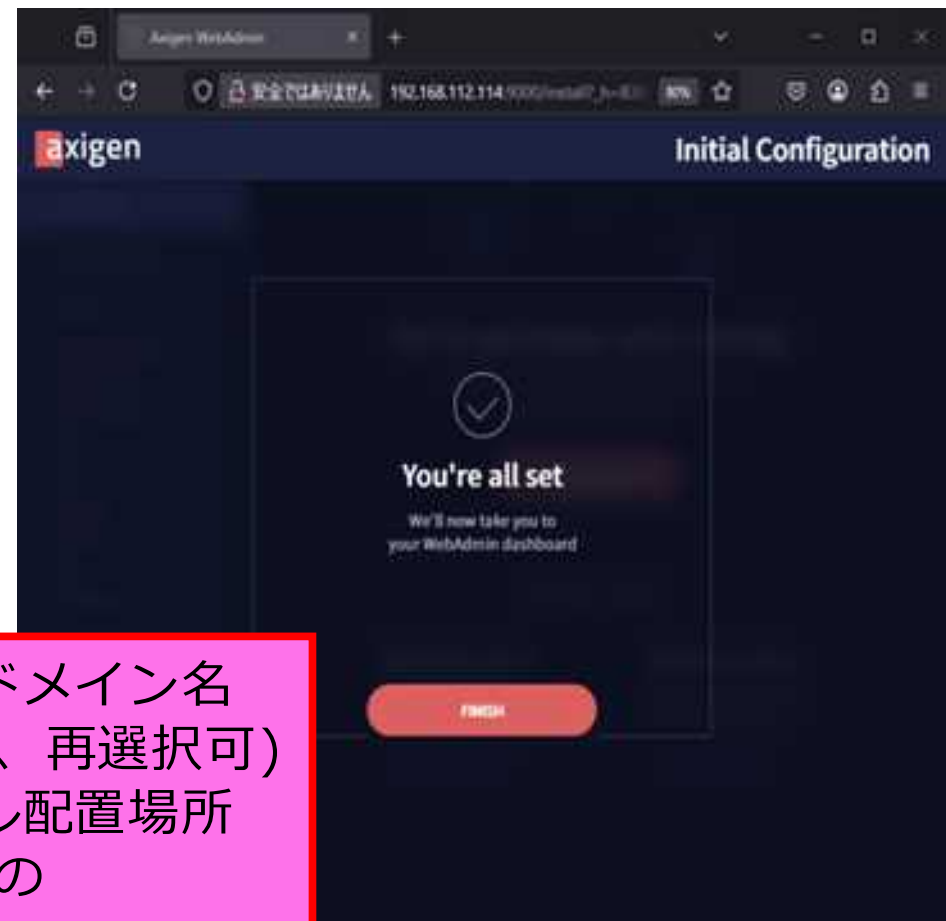 Axigen WebAdmin
安全ではありません 192.168.112.114 80%
axigen
Initial Configuration
You're all set
We'll now take you to
your WebAdmin dashboard
FINISH
ドメイン名
、再選択可)
ル配置場所
の